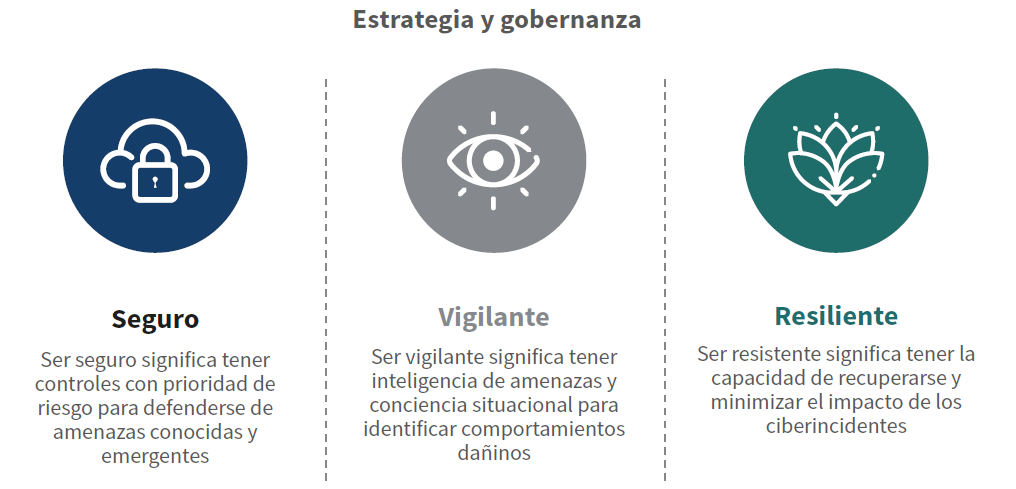 Estrategia y gobernanza
Seguro
Ser seguro significa tener
controles con prioridad de
riesgo para defenderse de
amenazas conocidas y
emergentes
Vigilante
Ser vigilante significa tener
inteligencia de amenazas y
conciencia situacional para
identificar comportamientos
dañinos
Resiliente
Ser resistente significa tener la
capacidad de recuperarse y
minimizar el impacto de los
ciberincidentes